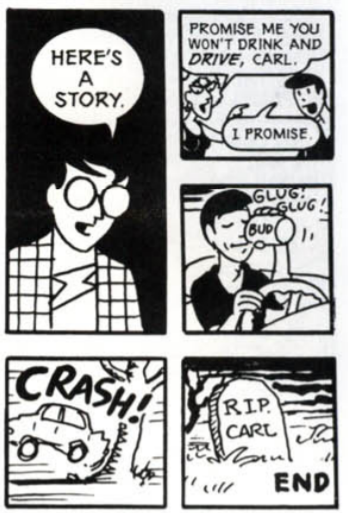 HERE'S
A
STORY.
PROMISE ME YOU
WON'T DRINK AND
DRIVE, CARL.
I PROMISE.
GLUG!
GLUG!
BUD
CRASH!
R.I.P.
CARL
END